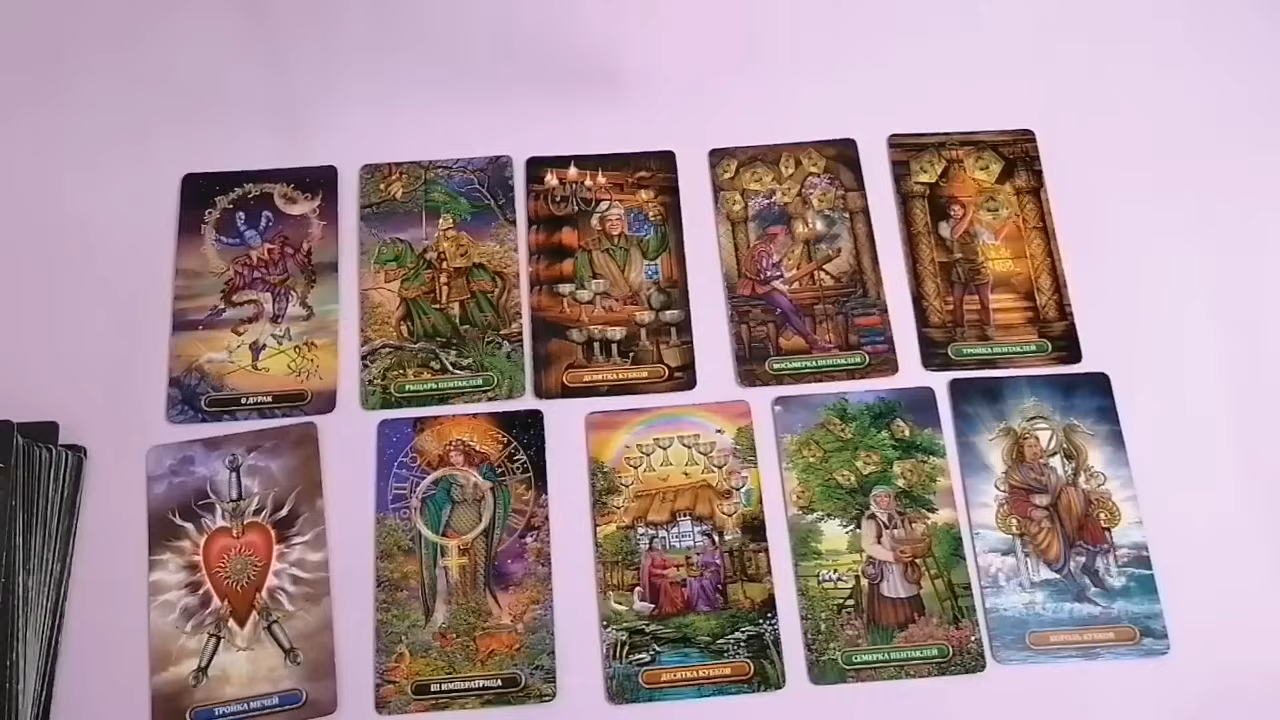 0 ДУРАК
РЫЦАРЬ ПЕНТАКЛЕЙ
ДЕВЯТКА КУБКОВ
ВОСЬМЕРКА ПЕНТАКЛЕЙ
ТРОЙКА ПЕНТАКЛЕЙ
ТРОЙКА МЕЧЕЙ
III ИМПЕРАТРИЦА
ДЕСЯТКА КУБКОВ
СЕМЕРКА ПЕНТАКЛЕЙ
КОРОЛЬ КУБКОВ